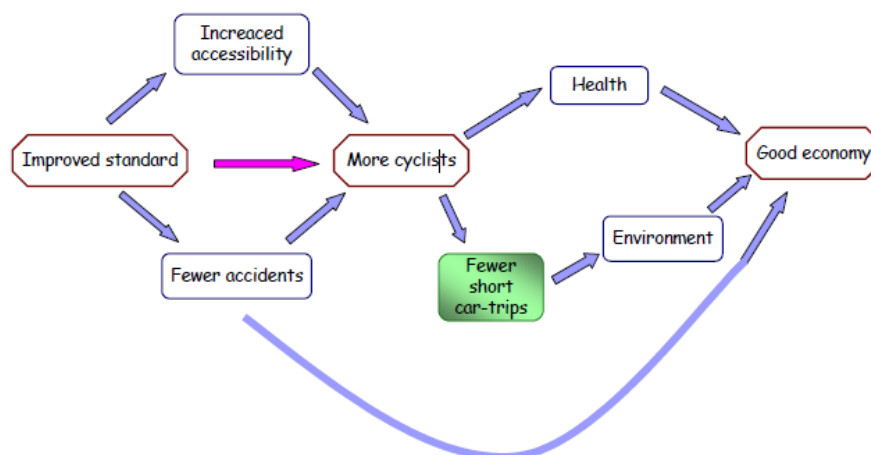 Increaced
accessibility
Health
Improved standard
More cyclists
Good economy
Environment
Fewer accidents
Fewer
short
car-trips